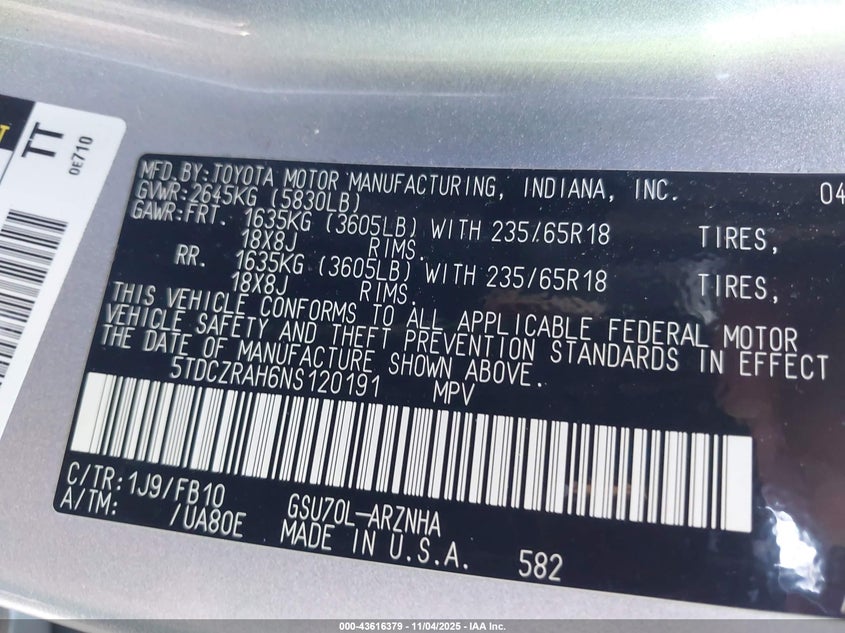 TT
0E710
MFD.BY:TOYOTA MOTOR MANUFACTURING, INDIANA, INC. 04
GVWR:2645KG (5830LB)
GAWR:FRT. 1635KG (3605LB) WITH 235/65R18 TIRES,
18X8J RIMS.
RR. 1635KG (3605LB) WITH 235/65R18 TIRES,
18X8J RIMS.
THIS VEHICLE CONFORMS TO ALL APPLICABLE FEDERAL MOTOR
VEHICLE SAFETY AND THEFT PREVENTION STANDARDS IN EFFECT
THE DATE OF MANUFACTURE SHOWN ABOVE.
5TDCZRAH6NS120191 MPV
C/TR:1J9/FB10 GSU70L-ARZNHA
A/TM: /UA80E MADE IN U.S.A. 582
000-43616379 - 11/04/2025 - IAA Inc.